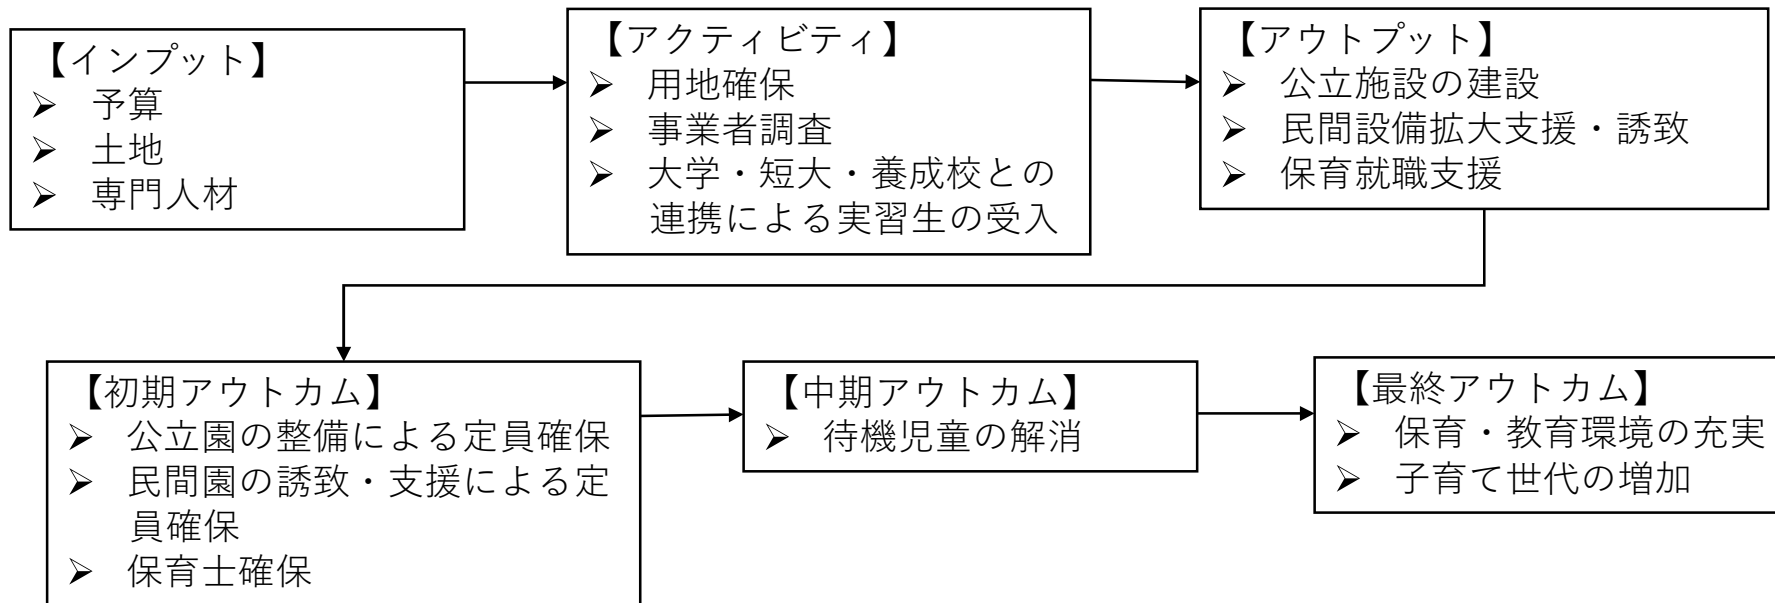 【インプット】
➢ 予算
➢ 土地
➢ 専門人材
【アクティビティ】
➢ 用地確保
➢ 事業者調査
➢ 大学・短大・養成校との
連携による実習生の受入
【アウトプット】
➢ 公立施設の建設
➢ 民間設備拡大支援・誘致
➢ 保育就職支援
【初期アウトカム】
➢ 公立園の整備による定員確保
➢ 民間園の誘致・支援による定
員確保
➢ 保育士確保
【中期アウトカム】
➢ 待機児童の解消
【最終アウトカム】
➢ 保育・教育環境の充実
➢ 子育て世代の増加